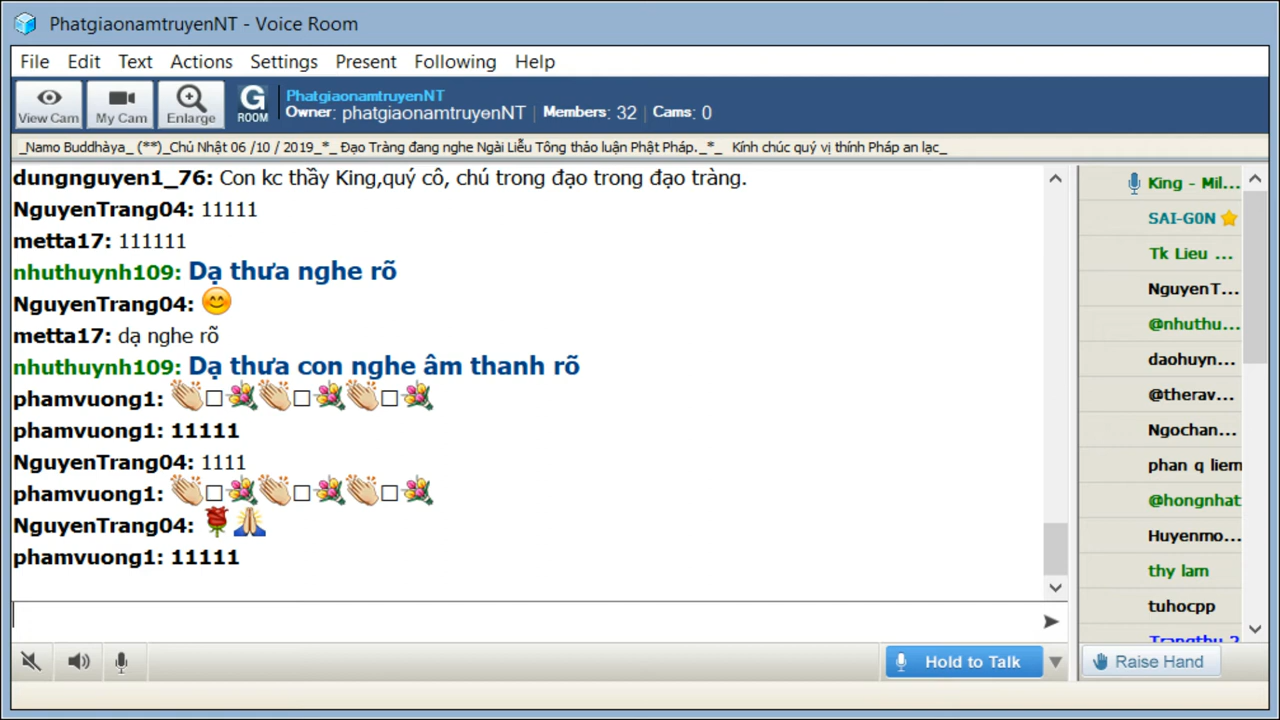 PhatgiaonamtruyenNT - Voice Room
File Edit Text Actions Settings Present Following Help
View Cam My Cam Enlarge G ROOM
PhatgiaonamtruyenNT
Owner: phatgiaonamtruyenNT | Members: 32 | Cams: 0
_Namo Buddhàya_ (**)_Chủ Nhật 06 /10 / 2019_*_ Đạo Tràng đang nghe Ngài Liễu Tông thảo luận Phật Pháp._*_ Kính chúc quý vị thính Pháp an lạc_
dungnguyen1_76: Con kc thầy King,quý cô, chú trong đạo trong đạo tràng.
NguyenTrang04: 11111
metta17: 111111
nhuthuynh109: Dạ thưa nghe rõ
NguyenTrang04: 😊
metta17: dạ nghe rõ
nhuthuynh109: Dạ thưa con nghe âm thanh rõ
phamvuong1: 👏🏼□💐👏🏼□💐👏🏼□💐
phamvuong1: 11111
NguyenTrang04: 1111
phamvuong1: 👏🏼□💐👏🏼□💐👏🏼□💐
NguyenTrang04: 🌹🙏
phamvuong1: 11111
King - Mil...
SAI-G0N
Tk Lieu ...
NguyenT...
@nhuthu...
daohuyn...
@therav...
Ngochan...
phan q liem
@hongnhat
Huyenmo...
thy lam
tuhocpp
Trangthu 2
Hold to Talk
Raise Hand